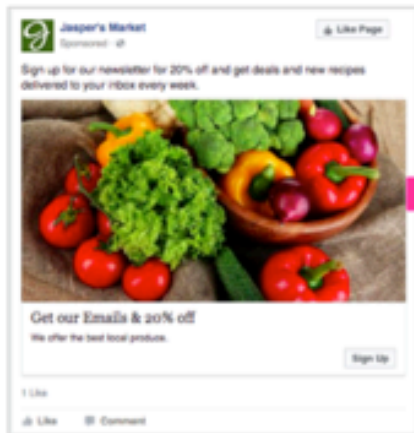 Jasper's Market
Like Page
Sponsored ·
Sign up for our newsletter for 20% off and get deals and new recipes
delivered to your inbox every week.
Get our Emails & 20% off
We offer the best local produce.
Sign Up
1 Like
Like Comment